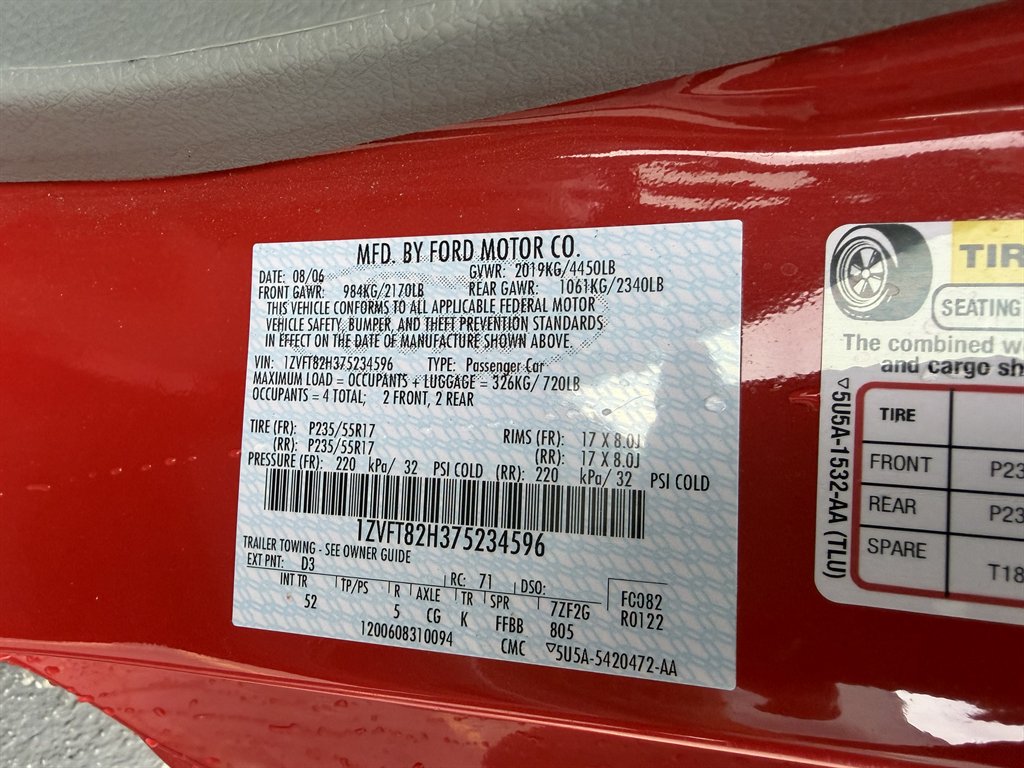 MFD. BY FORD MOTOR CO.
DATE: 08/06 GVWR: 2019KG/4450LB
FRONT GAWR: 984KG/2170LB REAR GAWR: 1061KG/2340LB
THIS VEHICLE CONFORMS TO ALL APPLICABLE FEDERAL MOTOR
VEHICLE SAFETY, BUMPER, AND THEFT PREVENTION STANDARDS
IN EFFECT ON THE DATE OF MANUFACTURE SHOWN ABOVE.
VIN: 1ZVFT82H375234596 TYPE: Passenger Car
MAXIMUM LOAD = OCCUPANTS + LUGGAGE = 326KG/720LB
OCCUPANTS = 4 TOTAL; 2 FRONT, 2 REAR
TIRE (FR): P235/55R17 RIMS (FR): 17 X 8.0J
(RR): P235/55R17 (RR): 17 X 8.0J
PRESSURE (FR): 220 kPa/ 32 PSI COLD (RR): 220 kPa/ 32 PSI COLD
1ZVFT82H375234596
TRAILER TOWING - SEE OWNER GUIDE
EXT PNT: D3 RC: 71 DSO: FC082
INT TR TP/PS R AXLE TR SPR 7ZF2G R0122
52 5 CG K FFBB 805
1200608310094 CMC ▽5U5A-5420472-AA
TIR
SEATING
The combined w
and cargo sh
TIRE
FRONT P23
REAR P23
SPARE T18
▽5U5A-1532-AA (TLU)